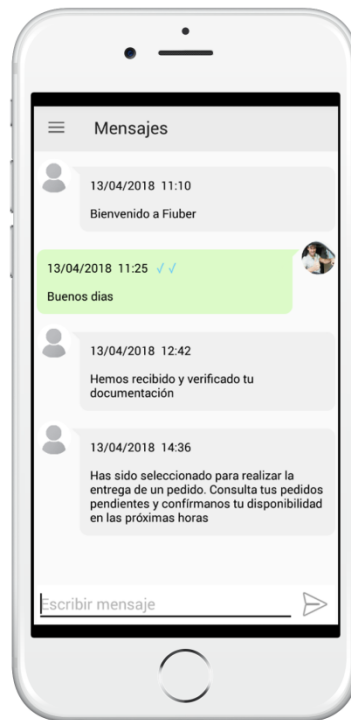 Mensajes
13/04/2018 11:10
Bienvenido a Fiuber
13/04/2018 11:25
Buenos dias
13/04/2018 12:42
Hemos recibido y verificado tu
documentación
13/04/2018 14:36
Has sido seleccionado para realizar la
entrega de un pedido. Consulta tus pedidos
pendientes y confírmanos tu disponibilidad
en las próximas horas
Escribir mensaje